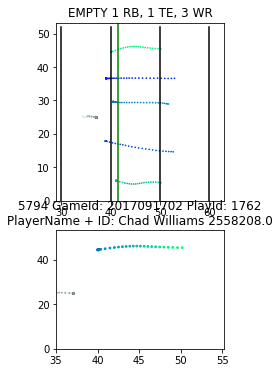 EMPTY 1 RB, 1 TE, 3 WR
50
40
30
20
10
0
30 40 50 60
5794 GameId: 2017091702 PlayId: 1762
PlayerName + ID: Chad Williams 2558208.0
40
20
0
35 40 45 50 55